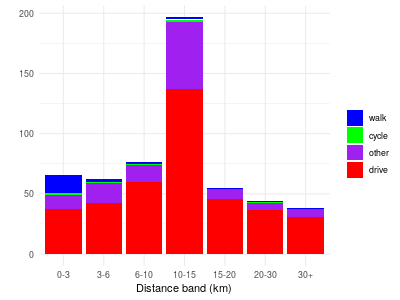 200
150
100
50
0
0-3 3-6 6-10 10-15 15-20 20-30 30+
Distance band (km)
walk
cycle
other
drive